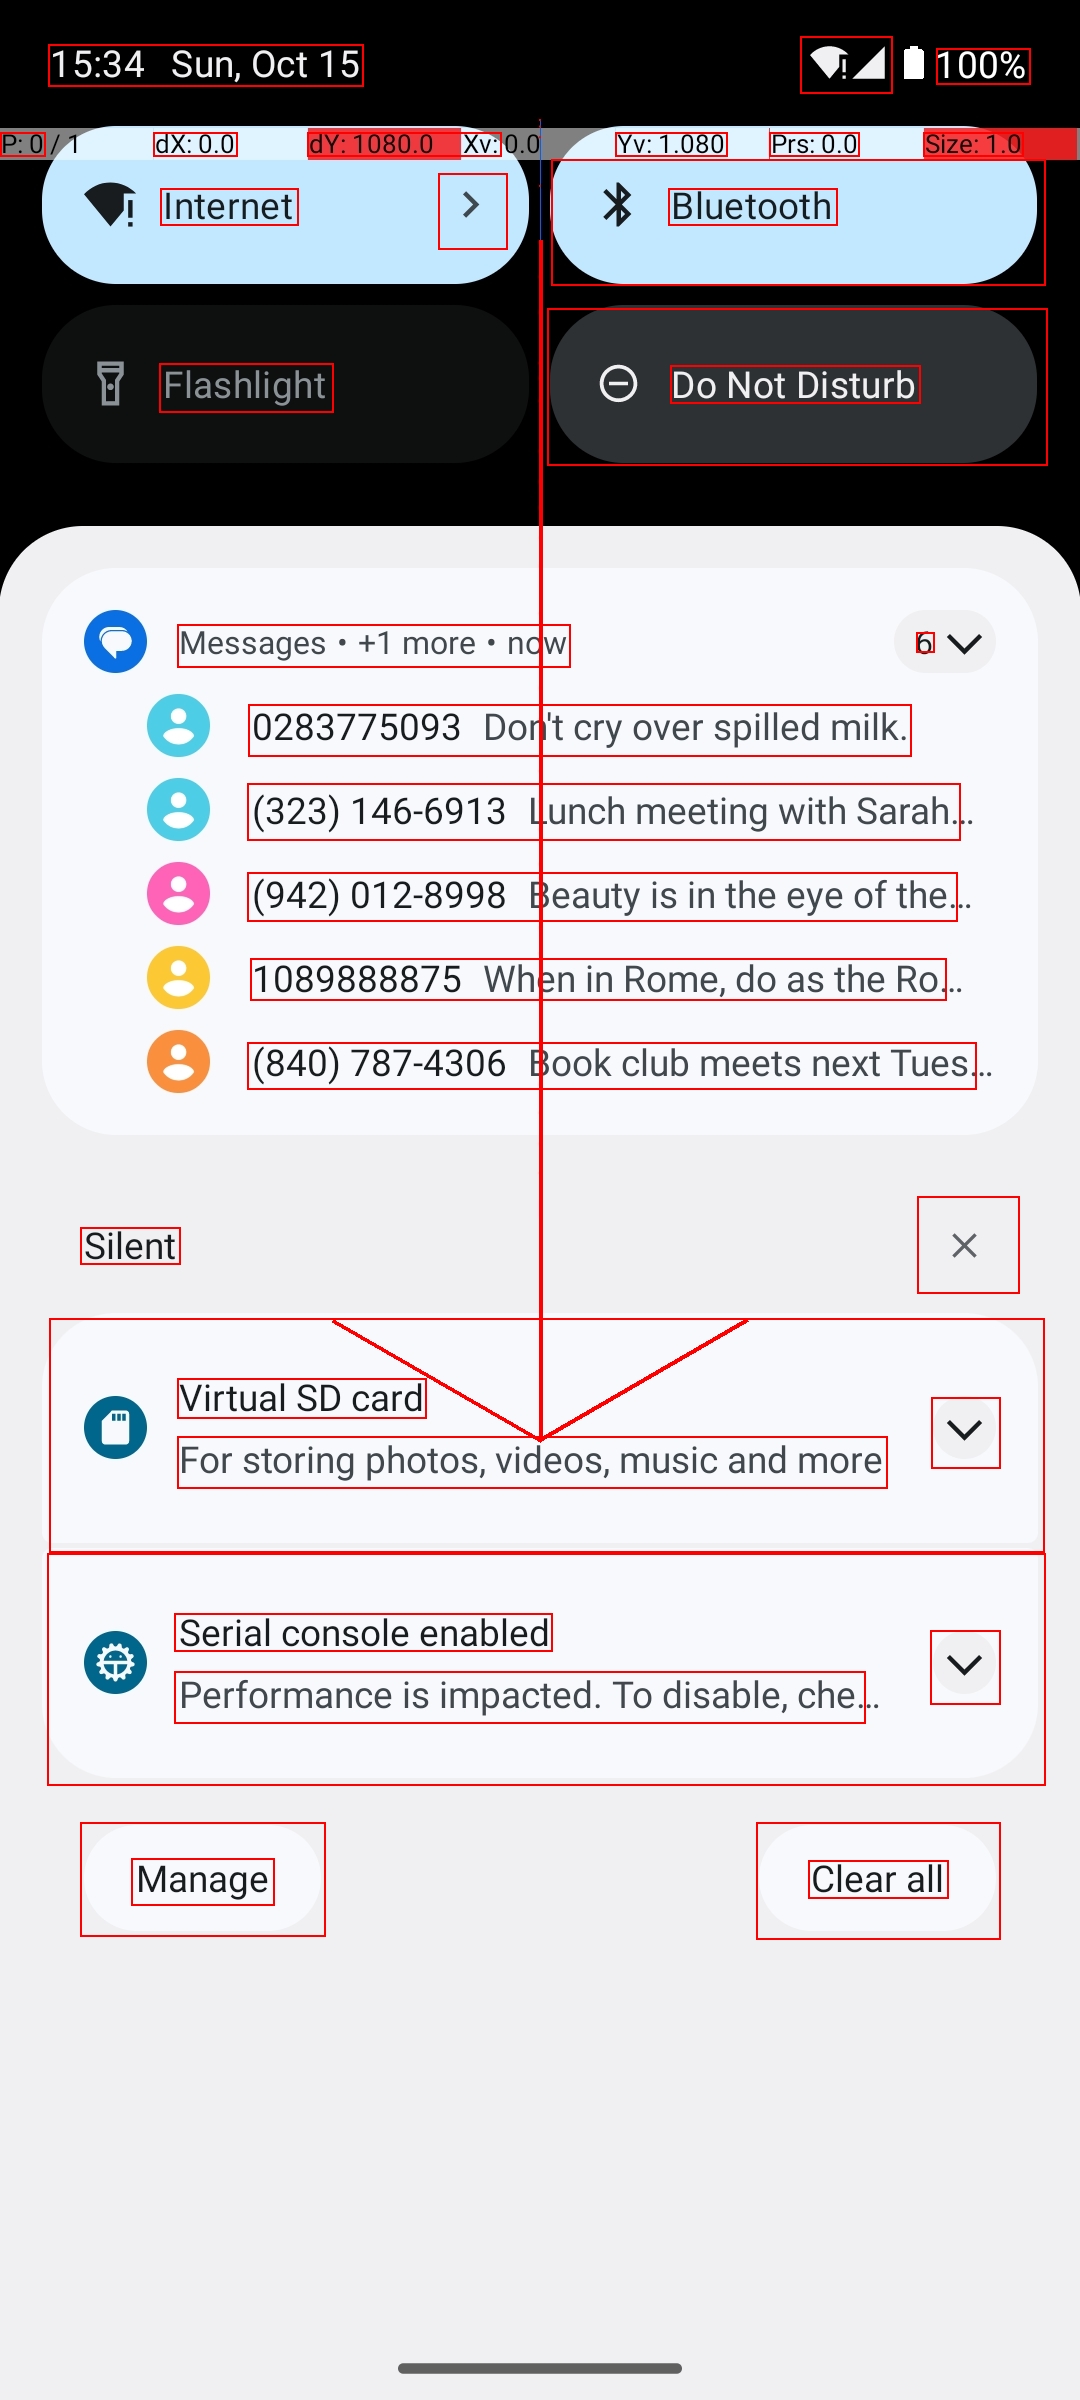 15:34 Sun, Oct 15 100%
P: 0 / 1 dX: 0.0 dY: 1080.0 Xv: 0.0 Yv: 1.080 Prs: 0.0 Size: 1.0
Internet
Bluetooth
Flashlight
Do Not Disturb
Messages • +1 more • now 6
0283775093 Don't cry over spilled milk.
(323) 146-6913 Lunch meeting with Sarah…
(942) 012-8998 Beauty is in the eye of the…
1089888875 When in Rome, do as the Ro…
(840) 787-4306 Book club meets next Tues…
Silent
Virtual SD card
For storing photos, videos, music and more
Serial console enabled
Performance is impacted. To disable, che…
Manage
Clear all